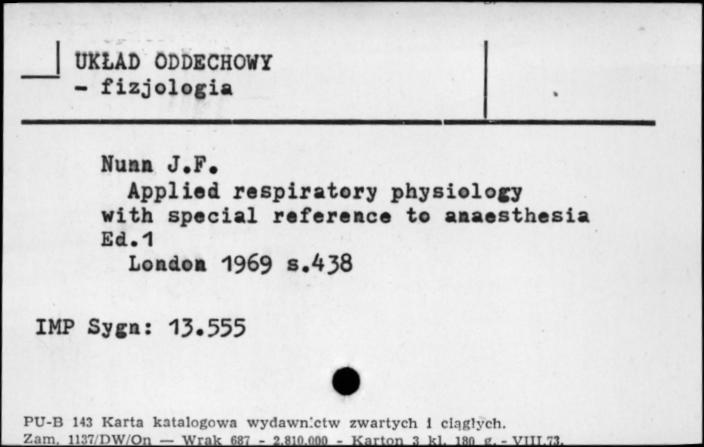 UKŁAD ODDECHOWY
- fizjologia
Nunn J.F.
Applied respiratory physiology
with special reference to anaesthesia
Ed.1
London 1969 s.438
IMP Sygn: 13.555
PU-B 143 Karta katalogowa wydawnictw zwartych i ciągłych.
Zam. 1137/DW/On — Wrak 687 - 2.810.000 - Karton 3 kl. 180 g. - VIII.73.